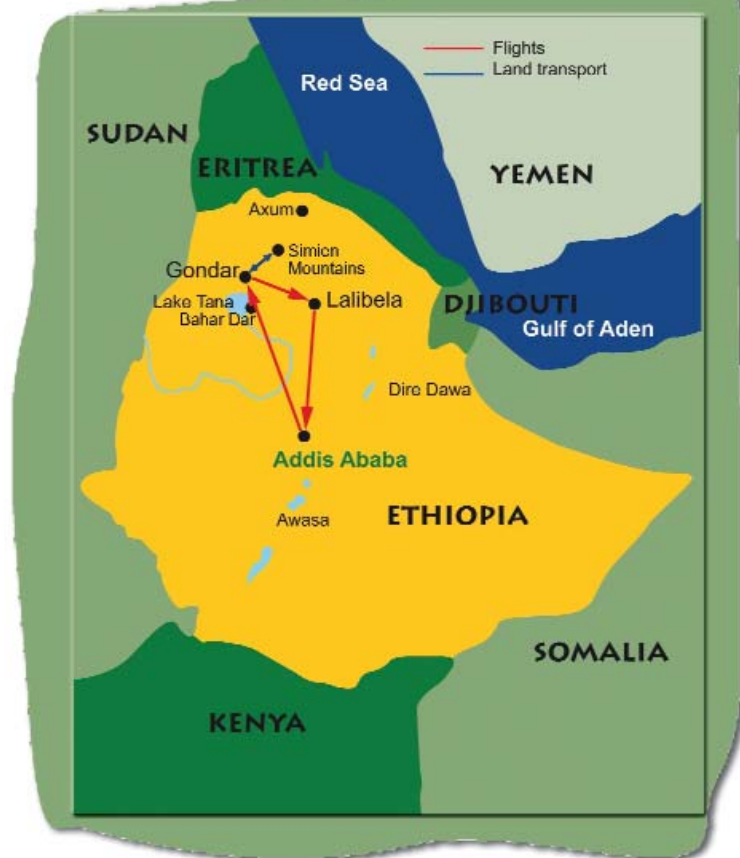 Flights
Land transport
Red Sea
SUDAN
ERITREA
YEMEN
Axum
Simien
Mountains
Gondar
Lake Tana
Lalibela
Bahar Dar
DJIBOUTI
Gulf of Aden
Dire Dawa
Addis Ababa
Awasa
ETHIOPIA
SOMALIA
KENYA